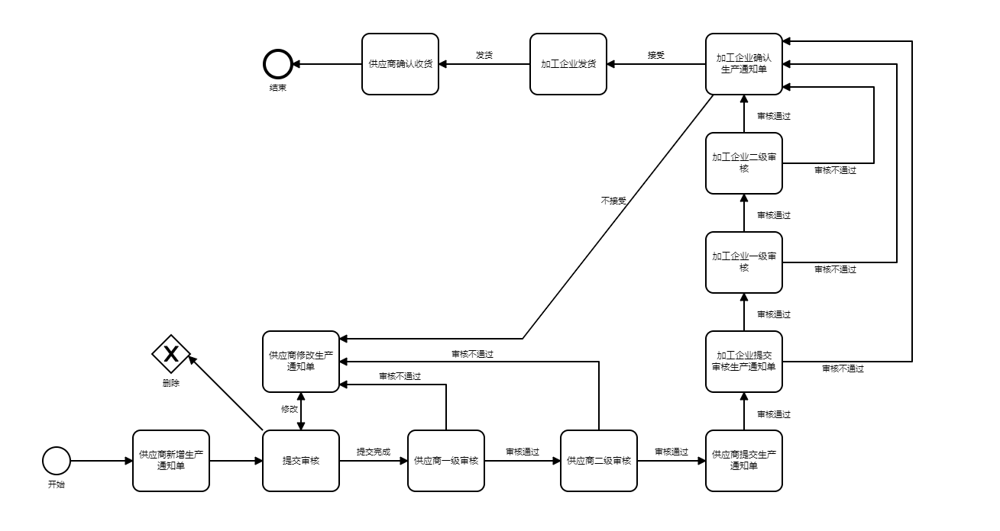 供应商确认收货
发货
加工企业发货
接受
加工企业确认
生产通知单
结束
审核通过
加工企业二级审
核
审核不通过
不接受
审核通过
加工企业一级审
核
审核不通过
审核通过
供应商修改生产
通知单
审核不通过
加工企业提交
审核生产通知单
审核不通过
审核不通过
删除
修改
审核通过
供应商新增生产
通知单
提交审核
提交完成
供应商一级审核
审核通过
供应商二级审核
审核通过
供应商提交生产
通知单
开始